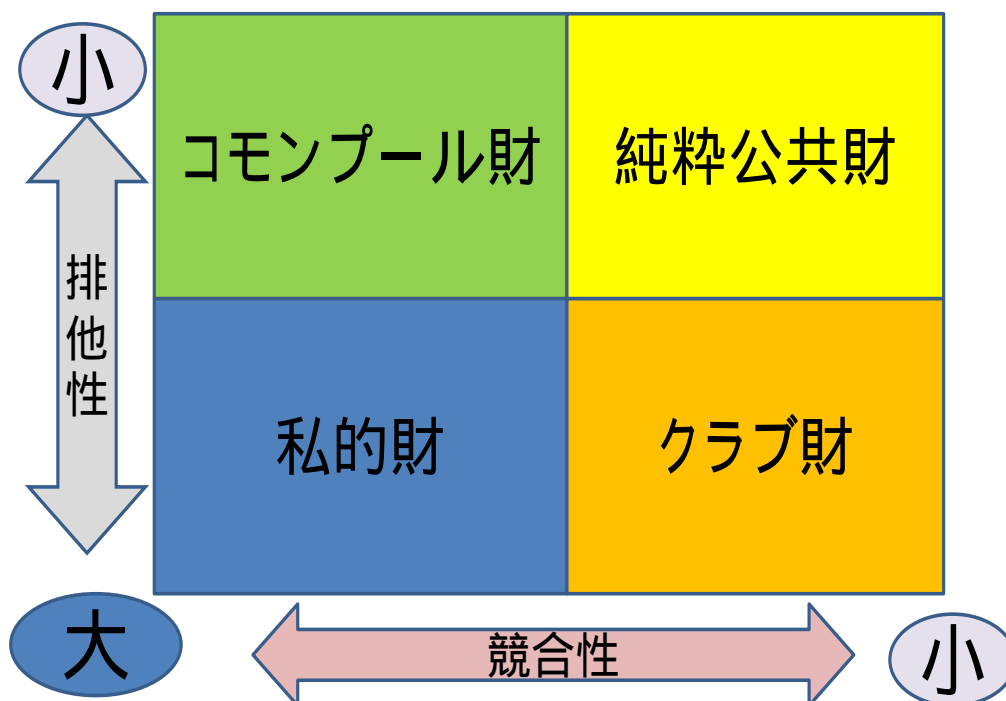 小
コモンプール財
純粋公共財
排他性
私的財
クラブ財
大
競合性
小